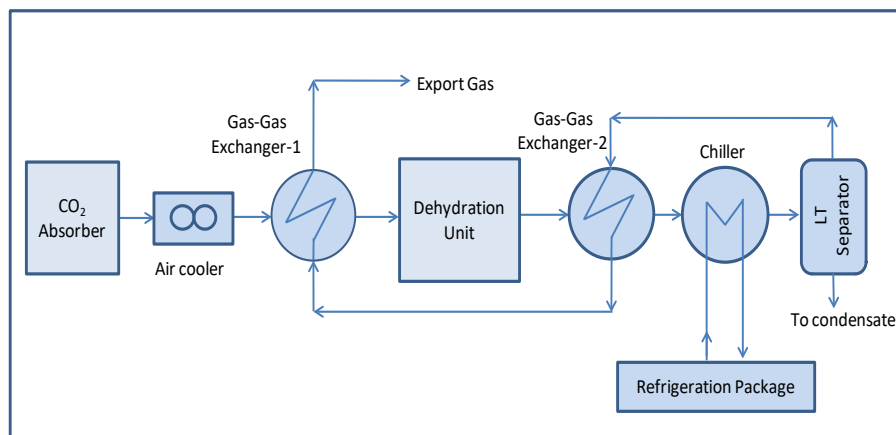 Export Gas
Gas-Gas
Exchanger-1
Gas-Gas
Exchanger-2
Chiller
CO₂
Absorber
Air cooler
Dehydration
Unit
LT
Separator
To condensate
Refrigeration Package